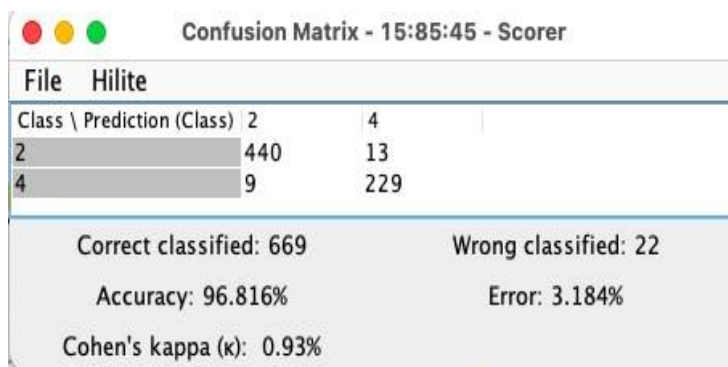 Confusion Matrix - 15:85:45 - Scorer
File Hilite
Class \ Prediction (Class) 2 4
2 440 13
4 9 229
Correct classified: 669 Wrong classified: 22
Accuracy: 96.816% Error: 3.184%
Cohen's kappa (κ): 0.93%